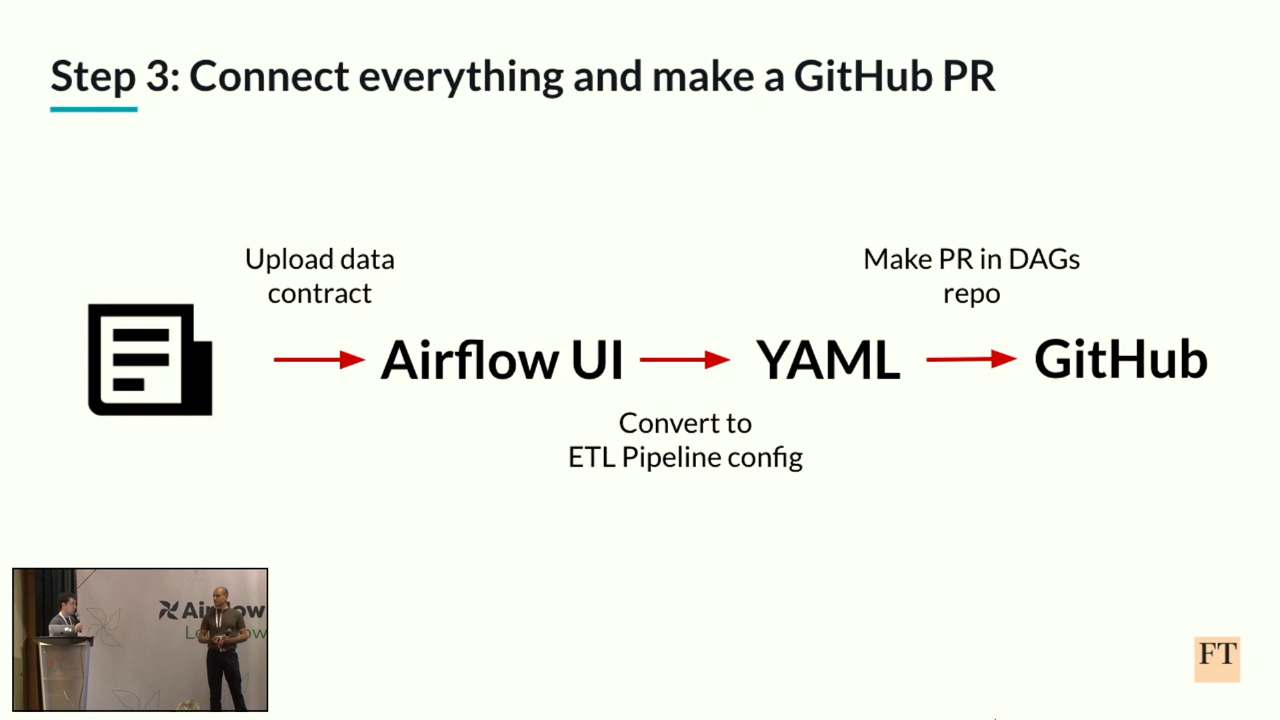 Step 3: Connect everything and make a GitHub PR
Upload data
contract
Make PR in DAGs
repo
Airflow UI
YAML
GitHub
Convert to
ETL Pipeline config
FT